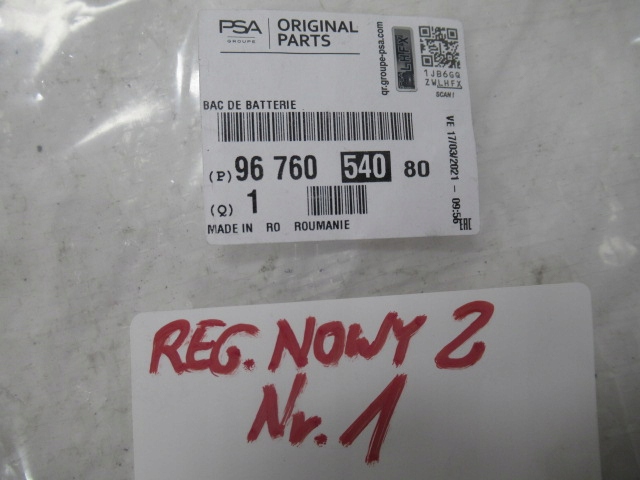 PSA GROUPE
ORIGINAL PARTS
qr.groupe-psa.com
1JB6GQ
ZWLHFX
SCAN !
BAC DE BATTERIE
VE 17/03/2021 - 09:56
(P) 96 760 540 80
(Q) 1
EAC
MADE IN RO ROUMANIE
REG. NOWY 2
Nr. 1